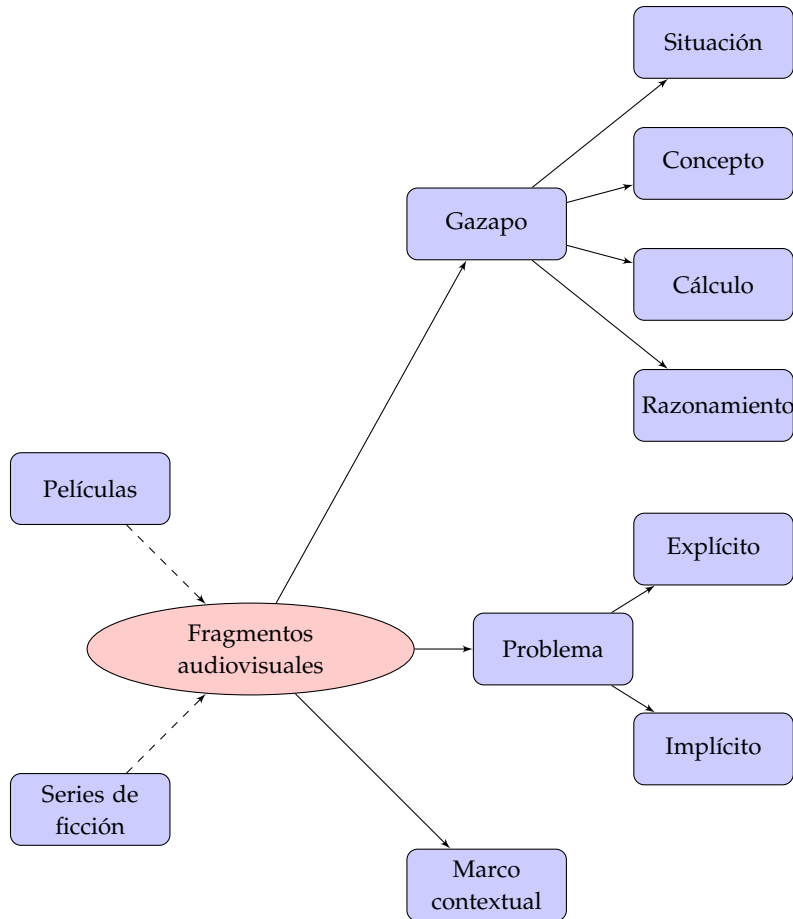 Situación
Concepto
Gazapo
Cálculo
Razonamiento
Películas
Explícito
Fragmentos
audiovisuales
Problema
Implícito
Series de
ficción
Marco
contextual